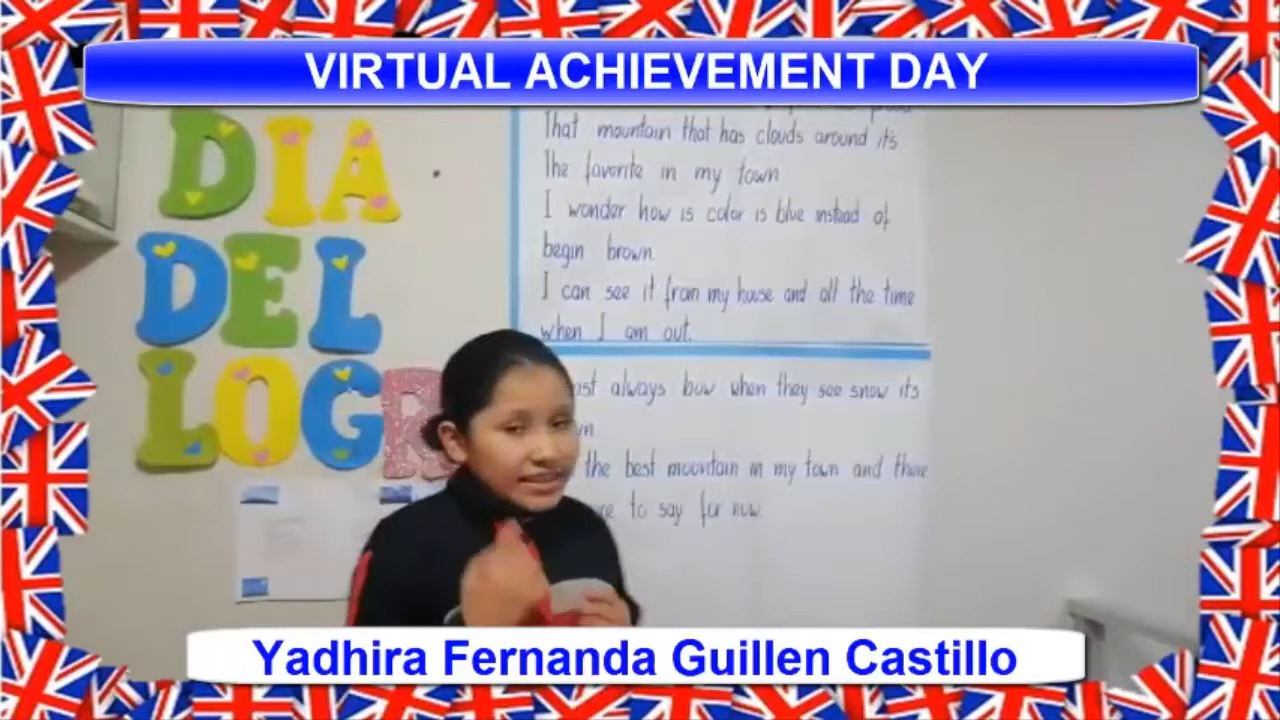 VIRTUAL ACHIEVEMENT DAY
DIA
DEL
LOGR
That mountain that has clouds around it's
The favorite in my town
I wonder how is color is blue instead of
begin brown.
I can see it from my house and all the time
when I am out.
always bow when they see snow its
the best mountain in my town and there
to say for now.
Yadhira Fernanda Guillen Castillo